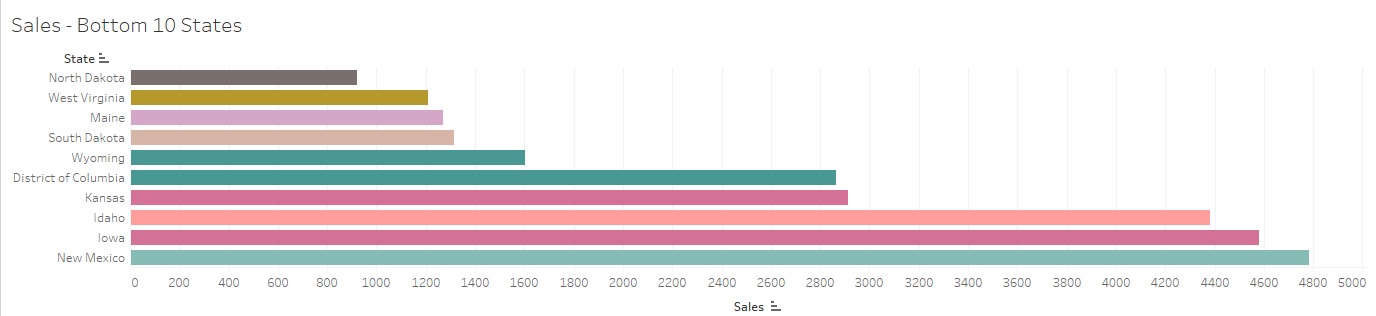 Sales - Bottom 10 States
State
North Dakota
West Virginia
Maine
South Dakota
Wyoming
District of Columbia
Kansas
Idaho
Iowa
New Mexico
0 200 400 600 800 1000 1200 1400 1600 1800 2000 2200 2400 2600 2800 3000 3200 3400 3600 3800 4000 4200 4400 4600 4800 5000
Sales